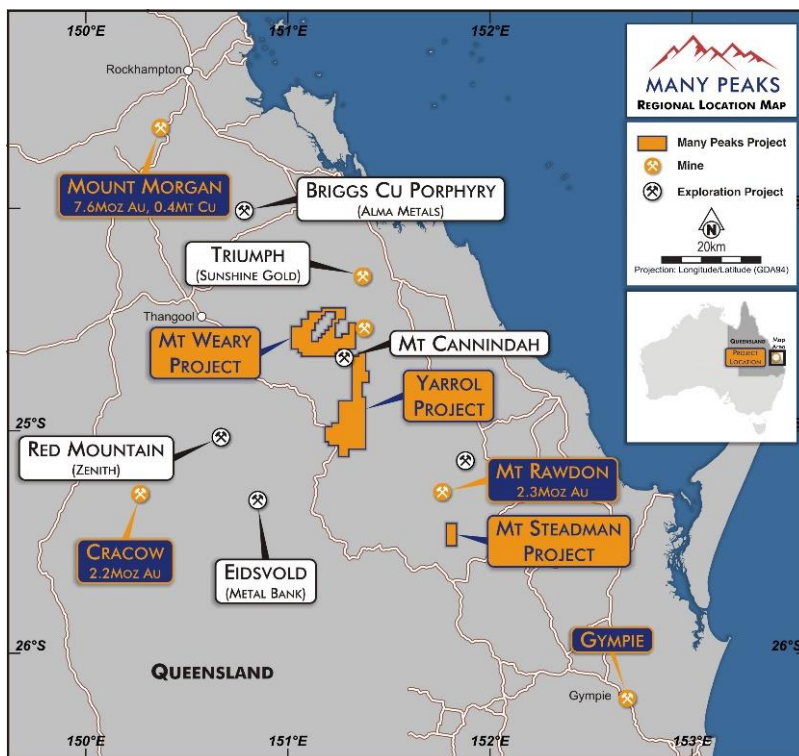 150°E
151°E
152°E
Rockhampton
MOUNT MORGAN
7.6MOZ AU, 0.4MT CU
BRIGGS CU PORPHYRY
(ALMA METALS)
TRIUMPH
(SUNSHINE GOLD)
Thangool
MT WEARY
PROJECT
MT CANNINDAH
YARROL
PROJECT
25°S
RED MOUNTAIN
(ZENITH)
MT RAWDON
2.3MOZ AU
CRACOW
2.2MOZ AU
EIDSVOLD
(METAL BANK)
MT STEADMAN
PROJECT
26°S
26°S
QUEENSLAND
GYMPIE
Gympie
150°E
151°E
152°E
153°E
MANY PEAKS
REGIONAL LOCATION MAP
Many Peaks Project
Mine
Exploration Project
N
20km
Projection: Longitude/Latitude (GDA94)
QUEENSLAND
PROJECT
LOCATION
MAP
AREA